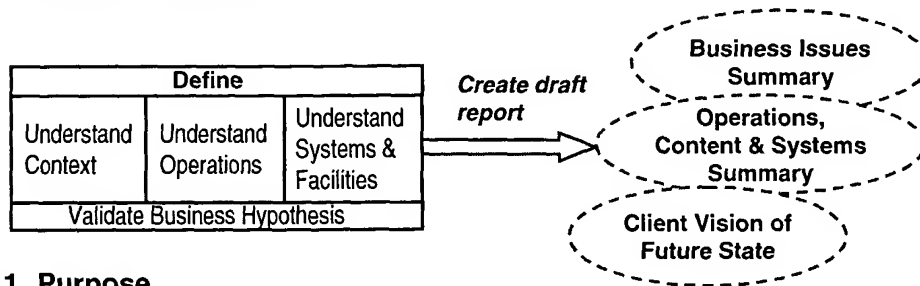 Define
Understand
Context
Understand
Operations
Understand
Systems &
Facilities
Validate Business Hypothesis
Create draft
report
Business Issues
Summary
Operations,
Content & Systems
Summary
Client Vision of
Future State
1. Purpose